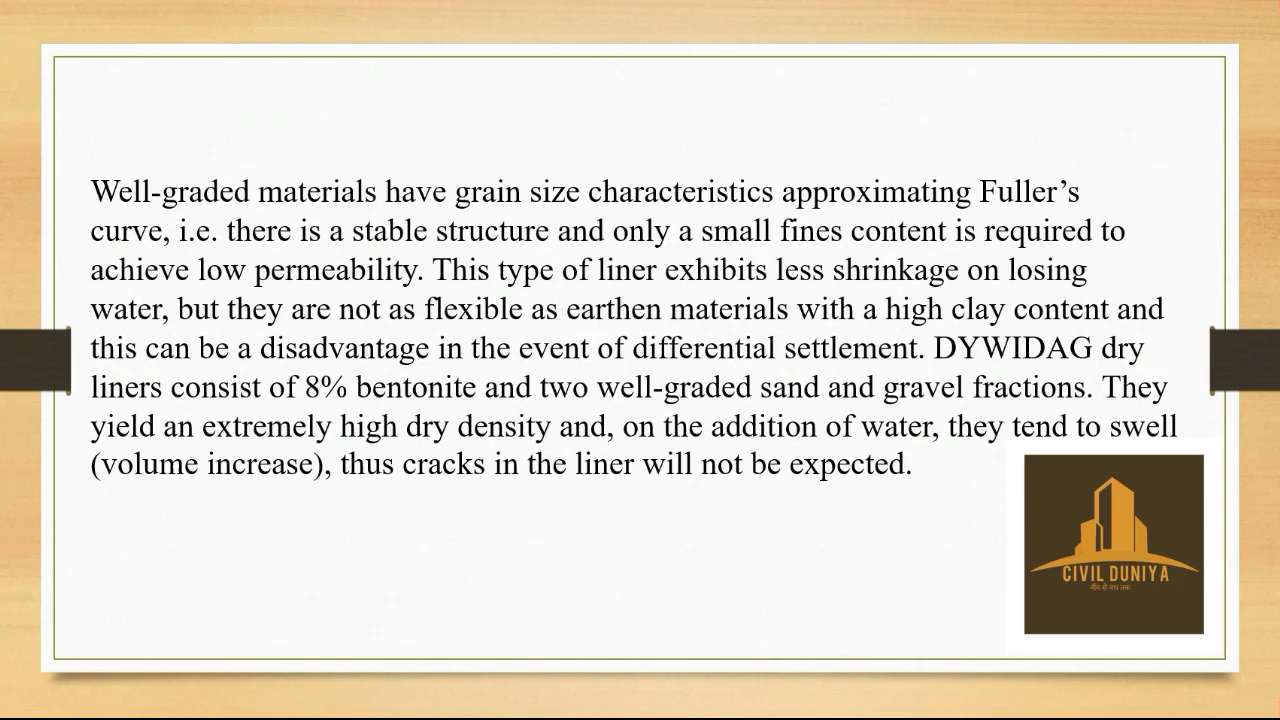 Well-graded materials have grain size characteristics approximating Fuller’s
curve, i.e. there is a stable structure and only a small fines content is required to
achieve low permeability. This type of liner exhibits less shrinkage on losing
water, but they are not as flexible as earthen materials with a high clay content and
this can be a disadvantage in the event of differential settlement. DYWIDAG dry
liners consist of 8% bentonite and two well-graded sand and gravel fractions. They
yield an extremely high dry density and, on the addition of water, they tend to swell
(volume increase), thus cracks in the liner will not be expected.
CIVIL DUNIYA
नींव से नभ तक